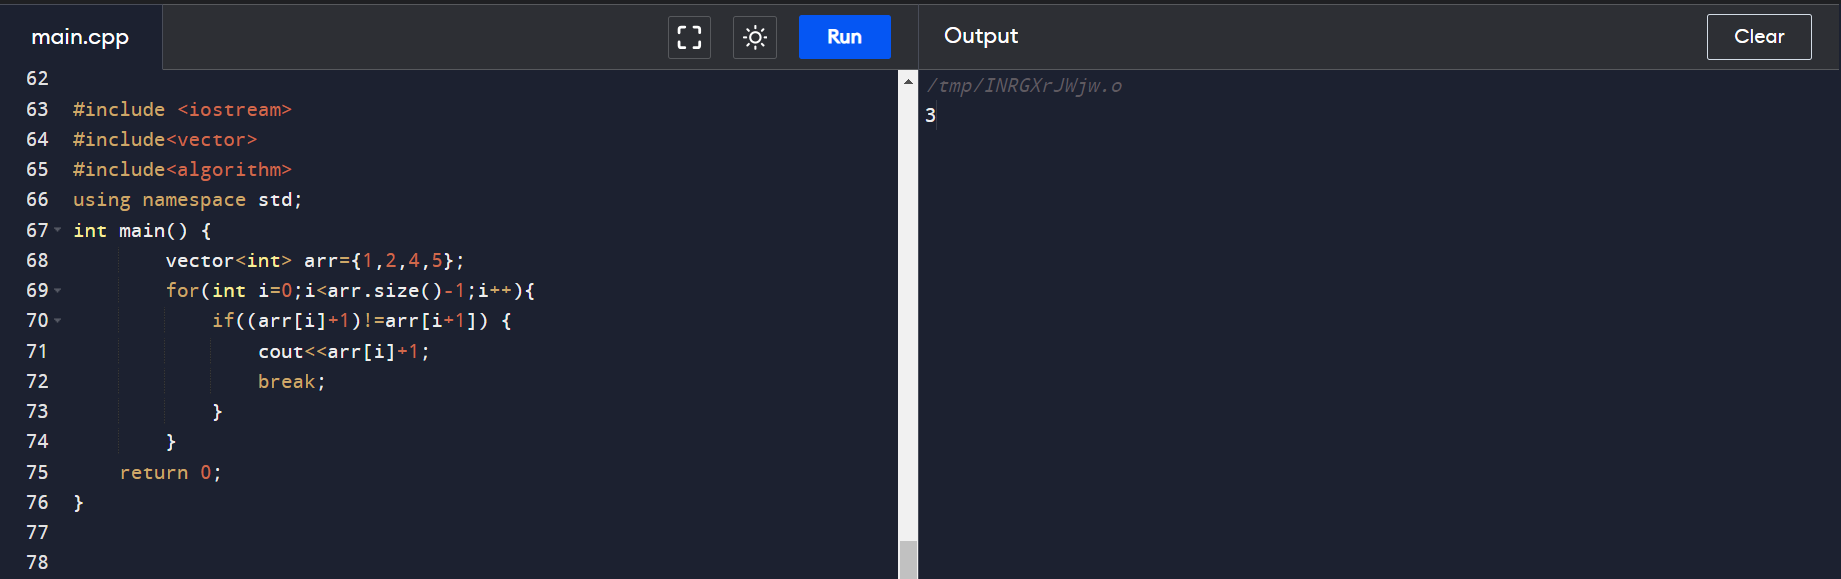 main.cpp
Run
Output
Clear
62
63 #include <iostream>
64 #include<vector>
65 #include<algorithm>
66 using namespace std;
67 int main() {
68         vector<int> arr={1,2,4,5};
69         for(int i=0;i<arr.size()-1;i++){
70             if((arr[i]+1)!=arr[i+1]) {
71                 cout<<arr[i]+1;
72                 break;
73             }
74         }
75     return 0;
76 }
77
78
/tmp/INRGXrJWjw.o
3